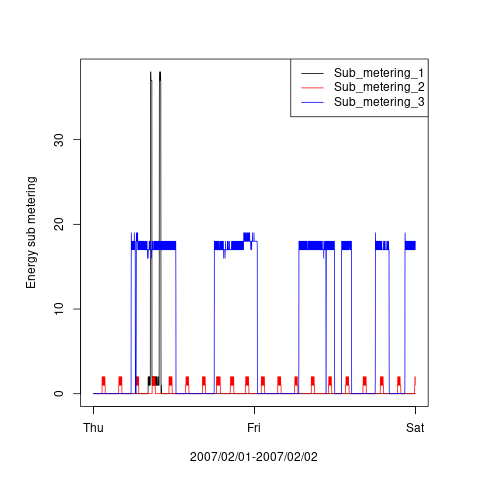 Sub_metering_1
Sub_metering_2
Sub_metering_3
Energy sub metering
30
20
10
0
Thu
Fri
Sat
2007/02/01-2007/02/02